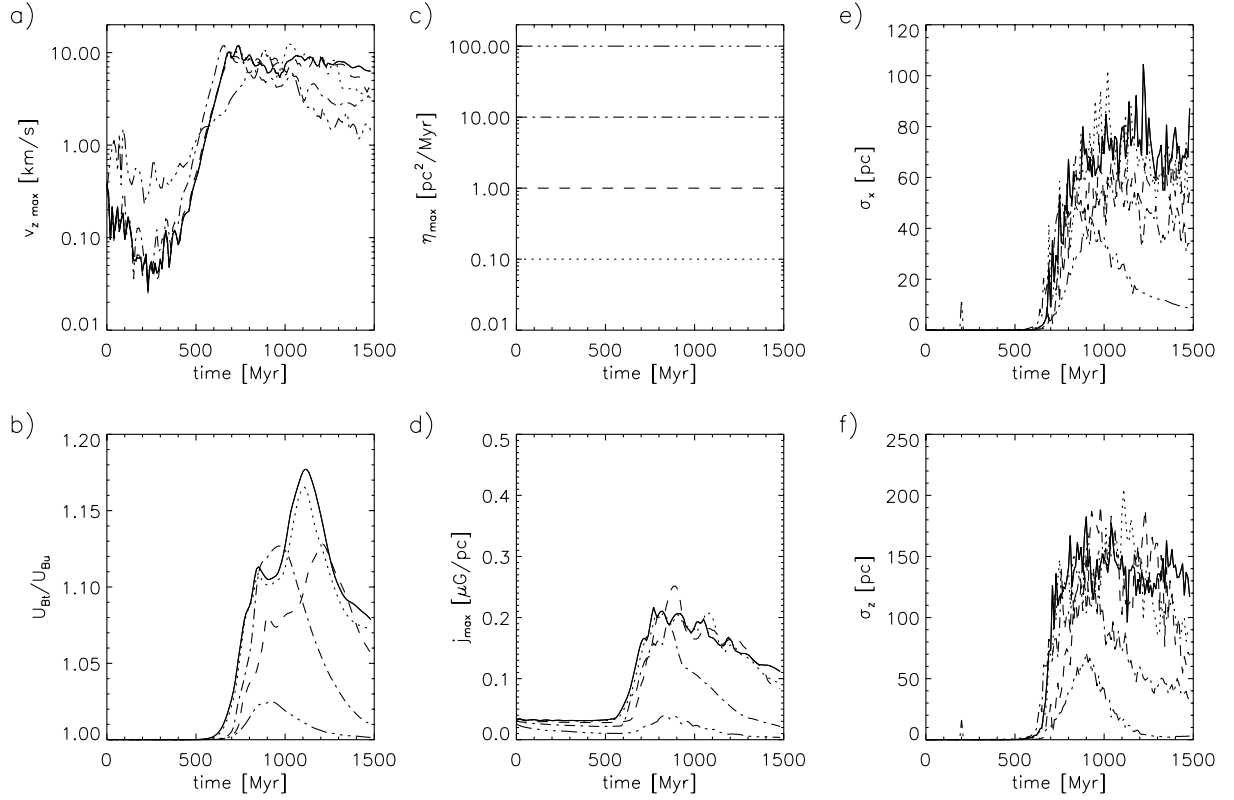 a)
10.00
1.00
0.10
0.01
v_z max [km/s]
0 500 1000 1500
time [Myr]
c)
100.00
10.00
1.00
0.10
0.01
η_max [pc²/Myr]
0 500 1000 1500
time [Myr]
e)
120
100
80
60
40
20
0
σ_x [pc]
0 500 1000 1500
time [Myr]
b)
1.20
1.15
1.10
1.05
1.00
U_Bt/U_Bu
0 500 1000 1500
time [Myr]
d)
0.5
0.4
0.3
0.2
0.1
0.0
j_max [μG/pc]
0 500 1000 1500
time [Myr]
f)
250
200
150
100
50
0
σ_z [pc]
0 500 1000 1500
time [Myr]